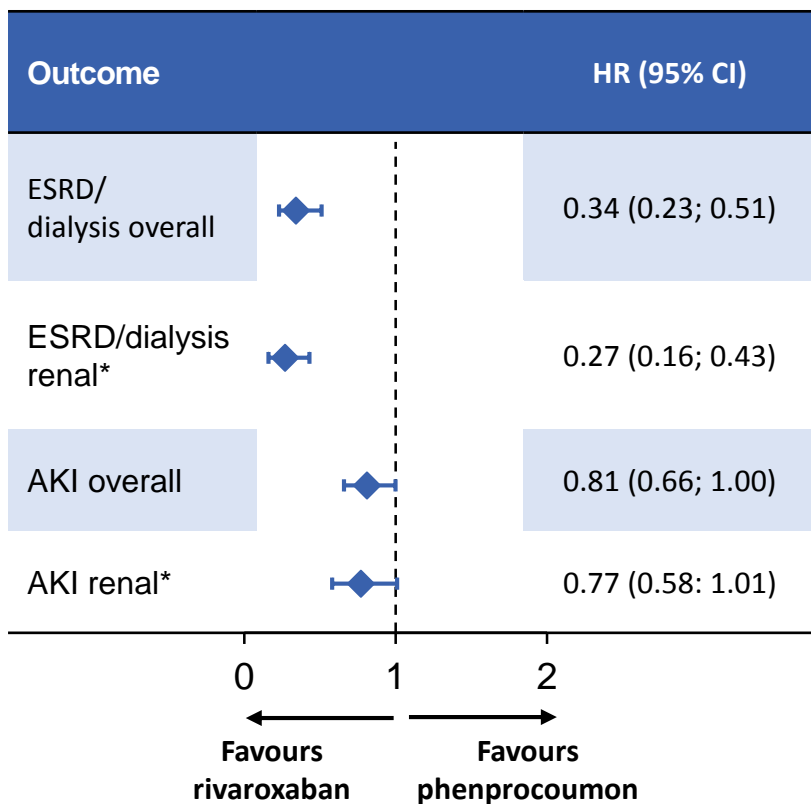 Outcome HR (95% CI)
ESRD/
dialysis overall
0.34 (0.23; 0.51)
ESRD/dialysis
renal*
0.27 (0.16; 0.43)
AKI overall 0.81 (0.66; 1.00)
AKI renal* 0.77 (0.58: 1.01)
0 1 2
Favours
rivaroxaban
Favours
phenprocoumon